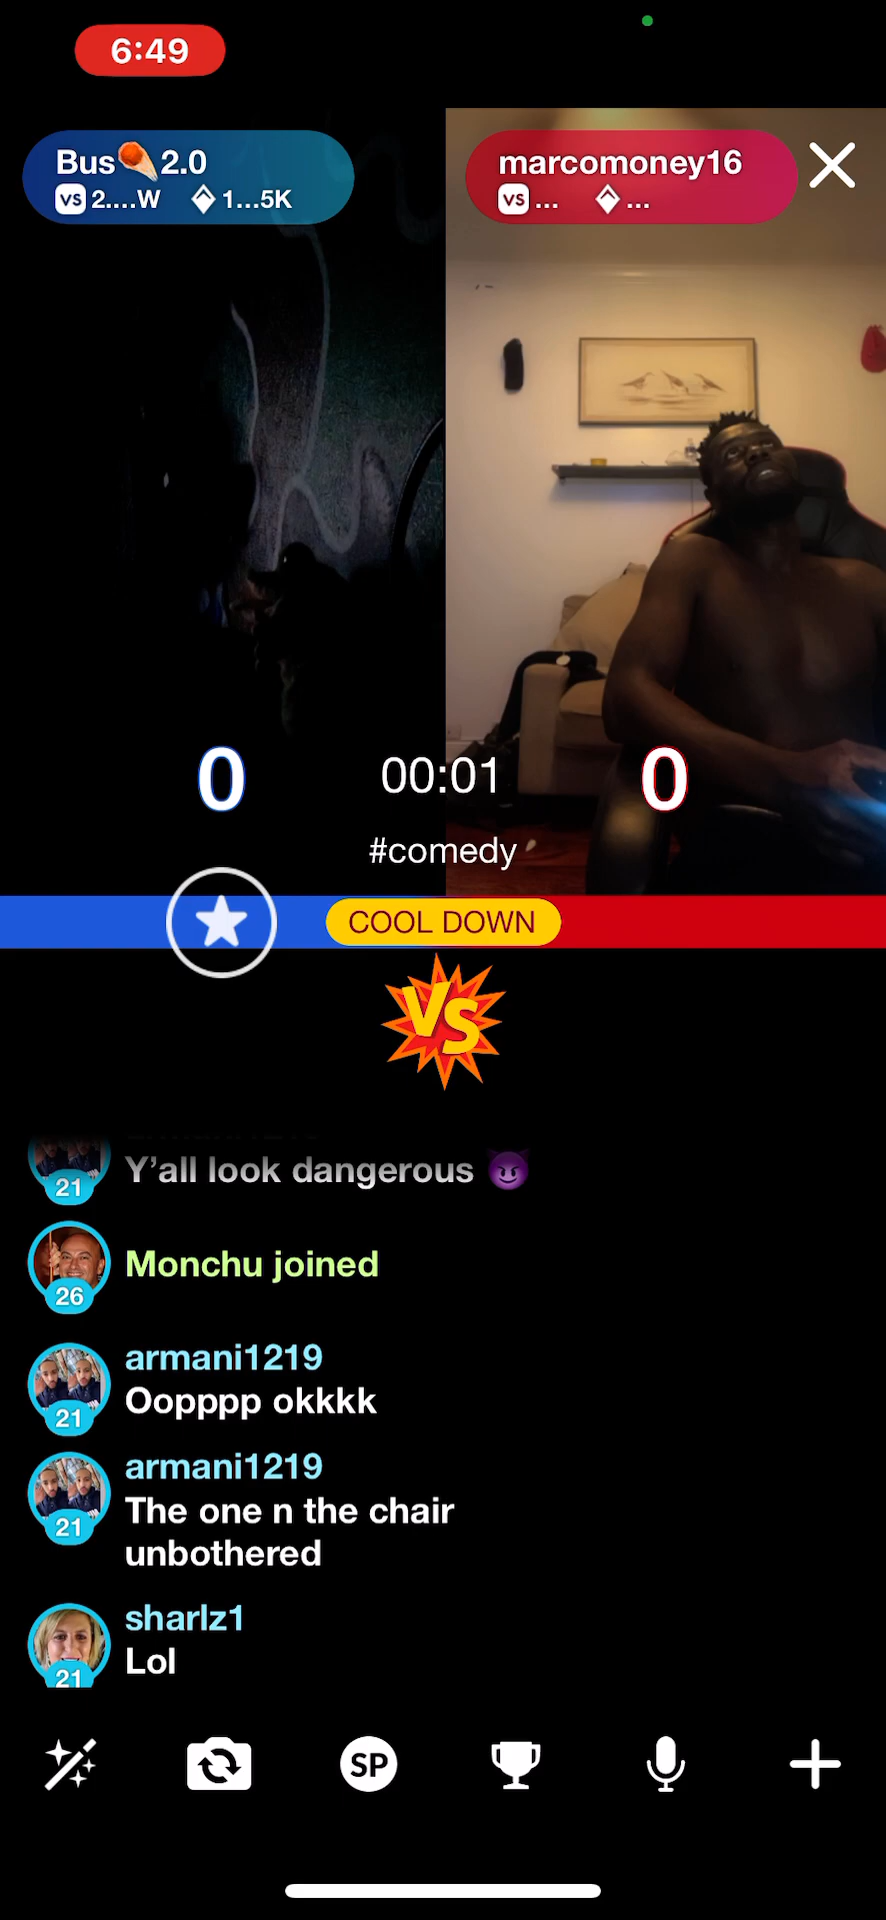 6:49
Bus☄️2.0
marcomoney16
VS 2....W 1...5K
VS ... ...
0
00:01
0
#comedy
COOL DOWN
VS
Y’all look dangerous 😈
21
Monchu joined
26
armani1219
Oopppp okkkk
21
armani1219
The one n the chair
unbothered
21
sharlz1
Lol
21
SP